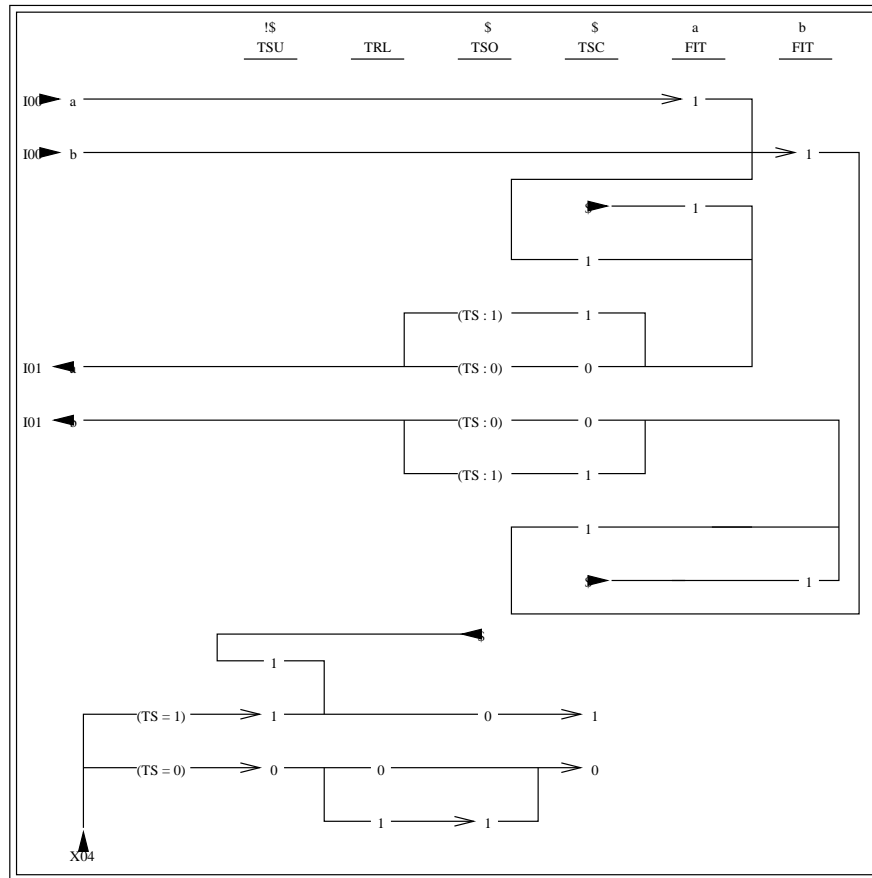 !$ $ $ a b
TSU TRL TSO TSC FIT FIT
I00 a 1
I00 b 1
$ 1
1
(TS : 1) 1
I01 a (TS : 0) 0
I01 b (TS : 0) 0
(TS : 1) 1
1
$ 1
$
1
(TS = 1) 1 0 1
(TS = 0) 0 0 0
1 1
X04